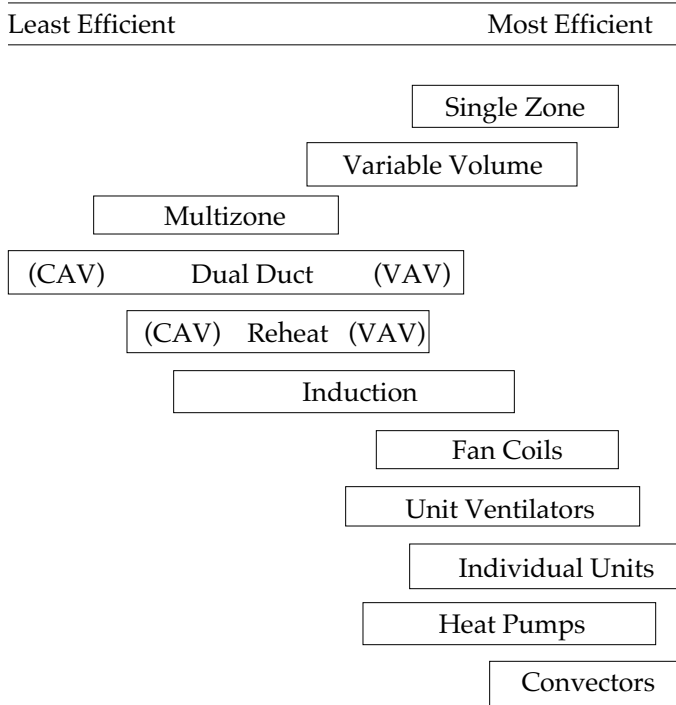 Least Efficient Most Efficient
Single Zone
Variable Volume
Multizone
(CAV) Dual Duct (VAV)
(CAV) Reheat (VAV)
Induction
Fan Coils
Unit Ventilators
Individual Units
Heat Pumps
Convectors